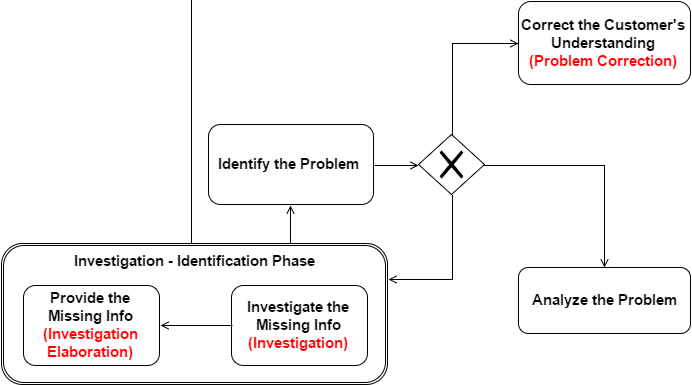 Correct the Customer's
Understanding
(Problem Correction)
Identify the Problem
Investigation - Identification Phase
Provide the
Missing Info
(Investigation
Elaboration)
Investigate the
Missing Info
(Investigation)
Analyze the Problem